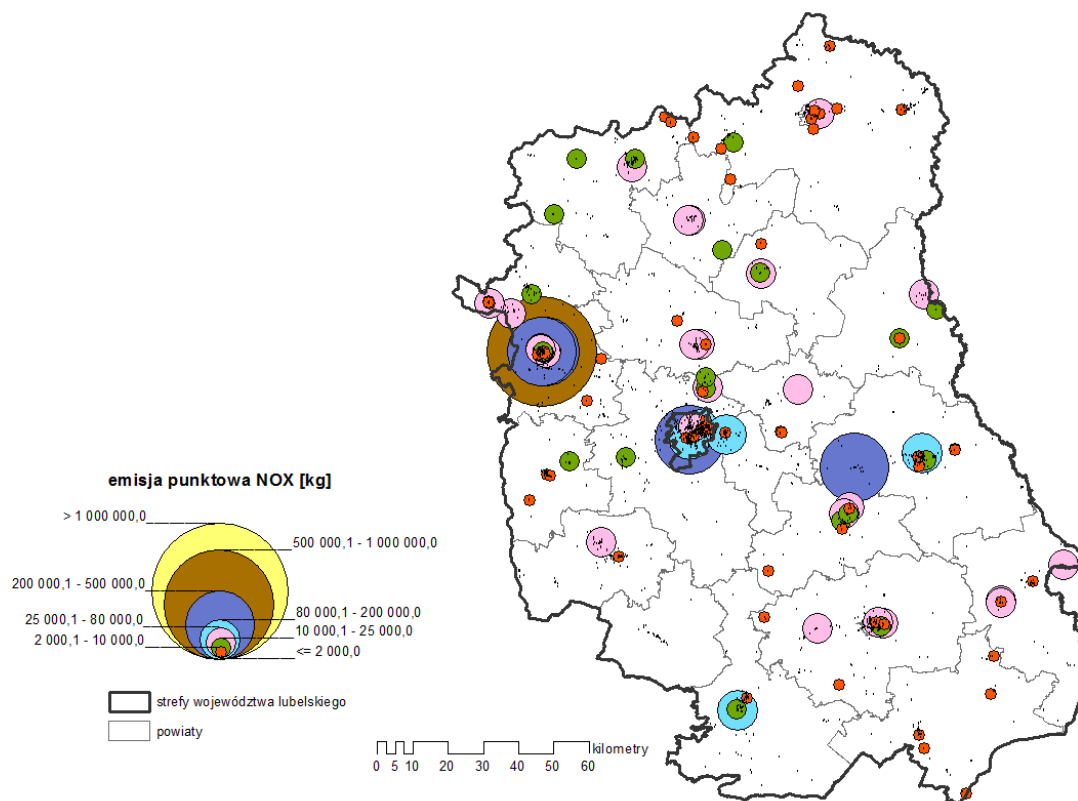 emisja punktowa NOX [kg]
> 1 000 000,0
500 000,1 - 1 000 000,0
200 000,1 - 500 000,0
80 000,1 - 200 000,0
25 000,1 - 80 000,0
10 000,1 - 25 000,0
2 000,1 - 10 000,0
<= 2 000,0
strefy województwa lubelskiego
powiaty
kilometry
0 5 10 20 30 40 50 60